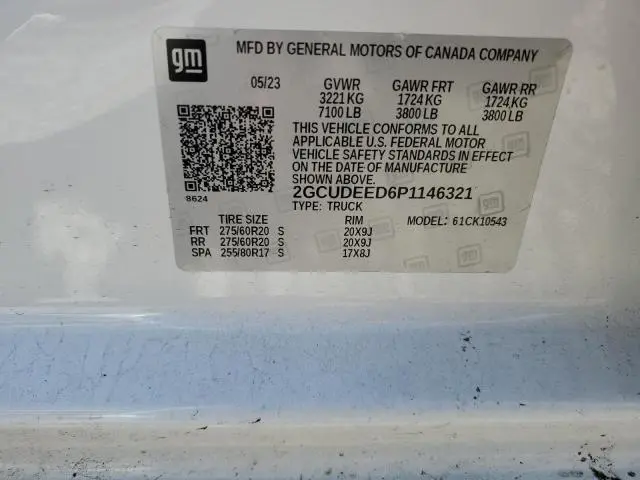 gm MFD BY GENERAL MOTORS OF CANADA COMPANY
05/23 GVWR GAWR FRT GAWR RR
3221 KG 1724 KG 1724 KG
7100 LB 3800 LB 3800 LB
THIS VEHICLE CONFORMS TO ALL
APPLICABLE U.S. FEDERAL MOTOR
VEHICLE SAFETY STANDARDS IN EFFECT
ON THE DATE OF MANUFACTURE
SHOWN ABOVE.
8624 2GCUDEED6P1146321
TYPE: TRUCK
TIRE SIZE RIM MODEL: 61CK10543
FRT 275/60R20 S 20X9J
RR 275/60R20 S 20X9J
SPA 255/80R17 S 17X8J